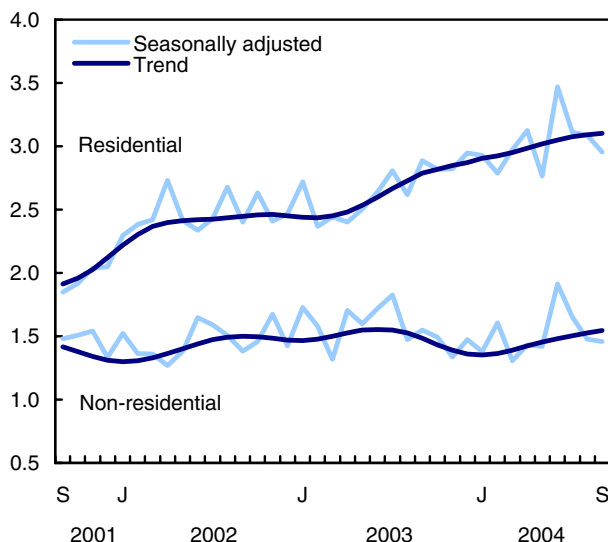 4.0
Seasonally adjusted
Trend
3.5
Residential
3.0
2.5
2.0
1.5
Non-residential
1.0
0.5
S J J J S
2001 2002 2003 2004